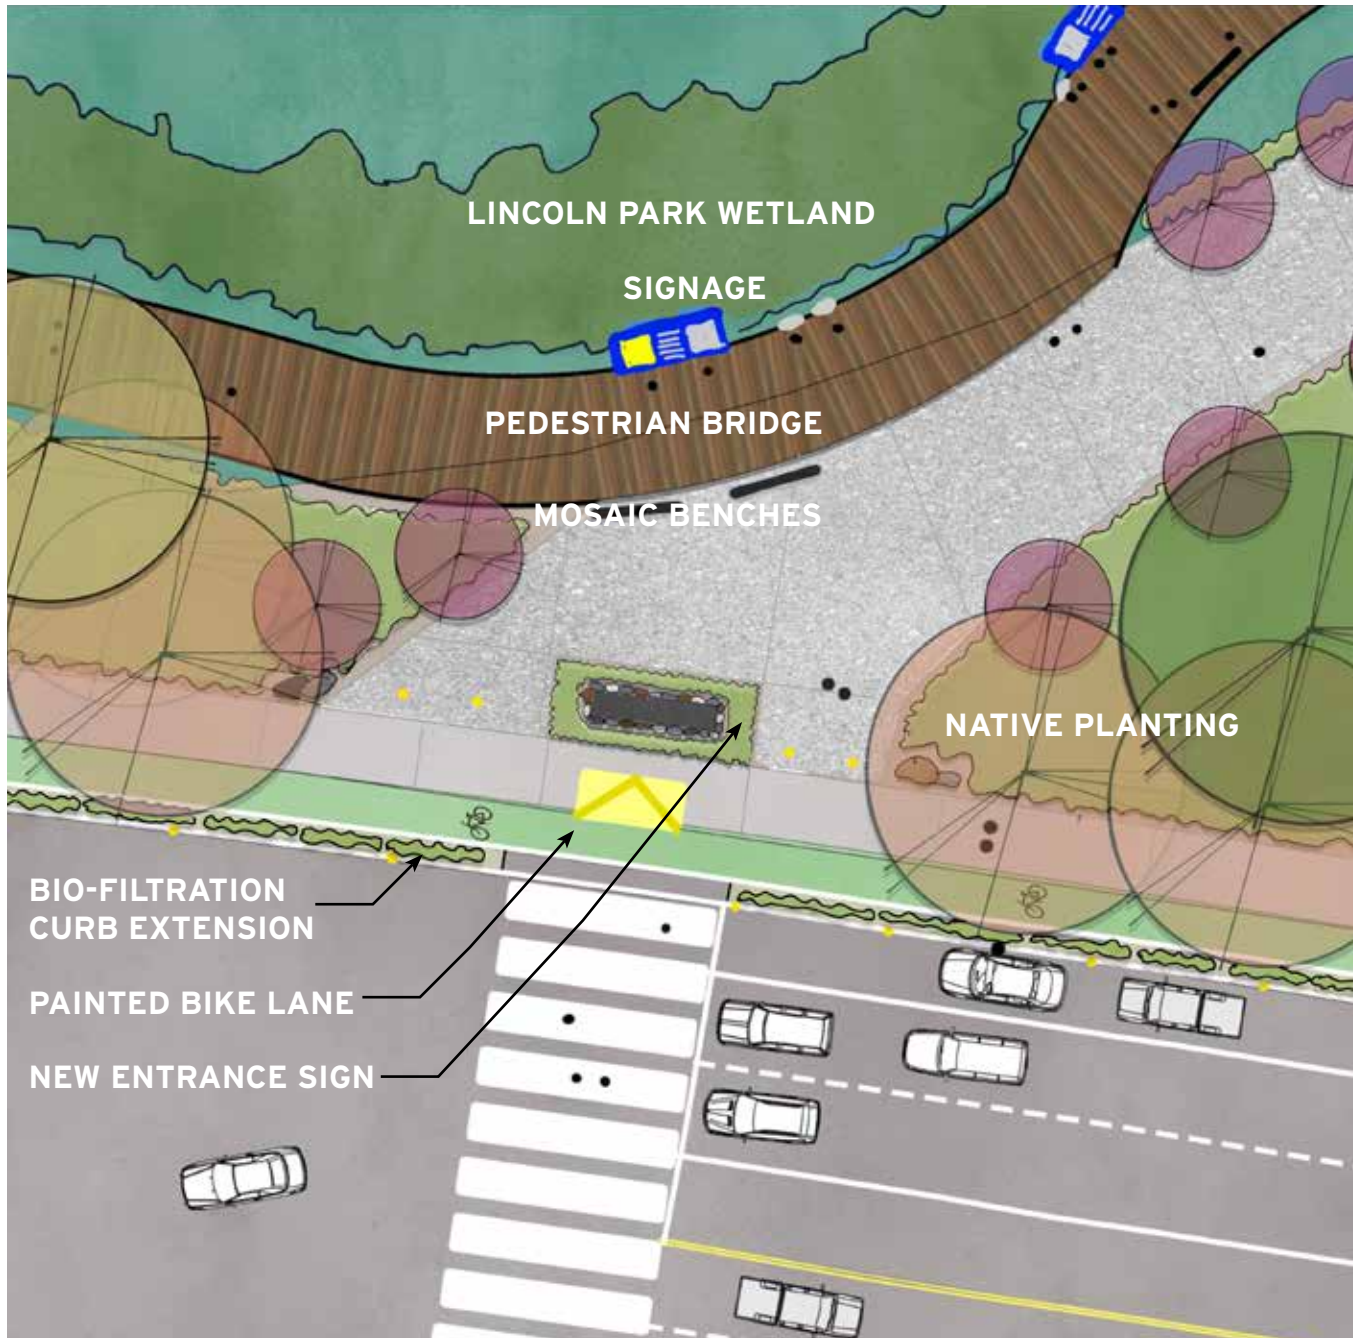 LINCOLN PARK WETLAND
SIGNAGE
PEDESTRIAN BRIDGE
MOSAIC BENCHES
NATIVE PLANTING
BIO-FILTRATION
CURB EXTENSION
PAINTED BIKE LANE
NEW ENTRANCE SIGN